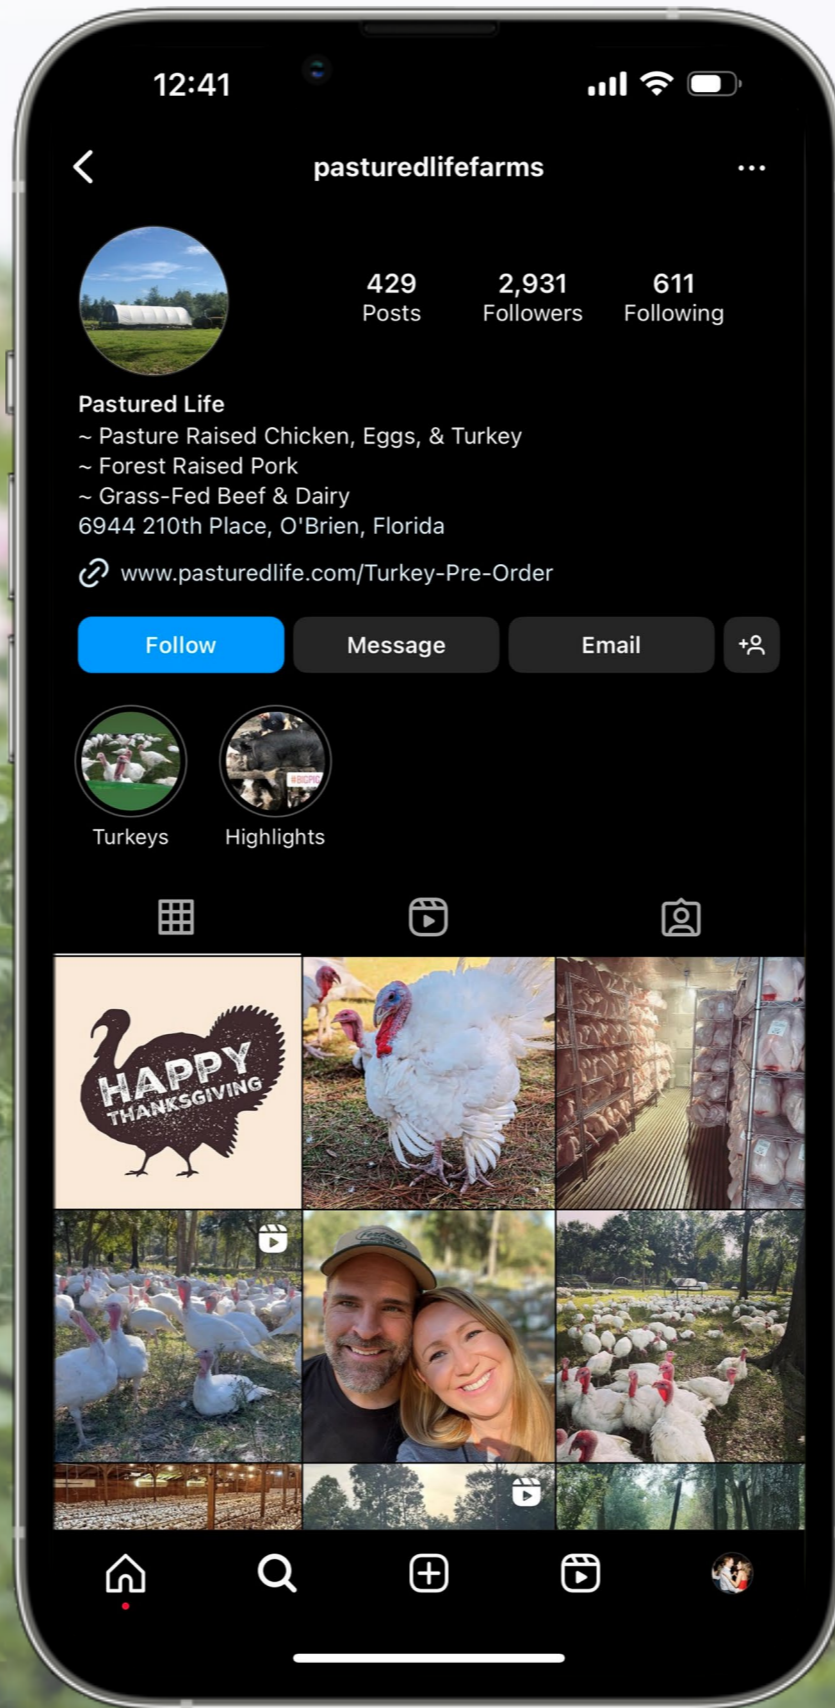 12:41
pasturedlifefarms
429 2,931 611
Posts Followers Following
Pastured Life
~ Pasture Raised Chicken, Eggs, & Turkey
~ Forest Raised Pork
~ Grass-Fed Beef & Dairy
6944 210th Place, O'Brien, Florida
www.pasturedlife.com/Turkey-Pre-Order
Follow Message Email
#BIGPIG
Turkeys Highlights
HAPPY
THANKSGIVING